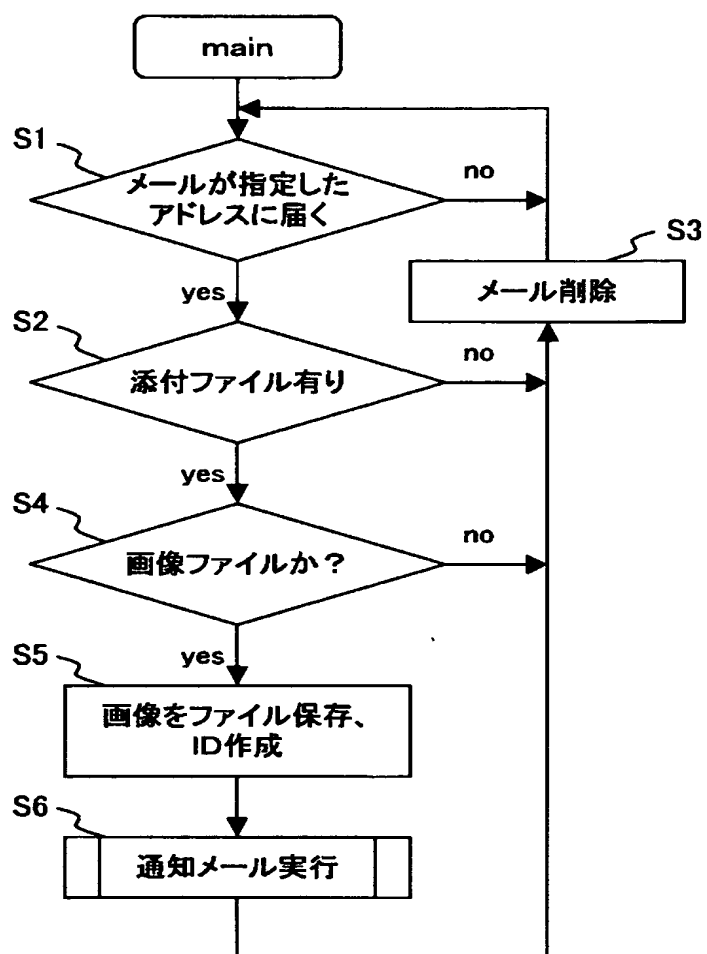 main
S1
メールが指定した
アドレスに届く
no
yes
S3
メール削除
S2
添付ファイル有り
no
yes
S4
画像ファイルか？
no
yes
S5
画像をファイル保存、
ID作成
S6
通知メール実行